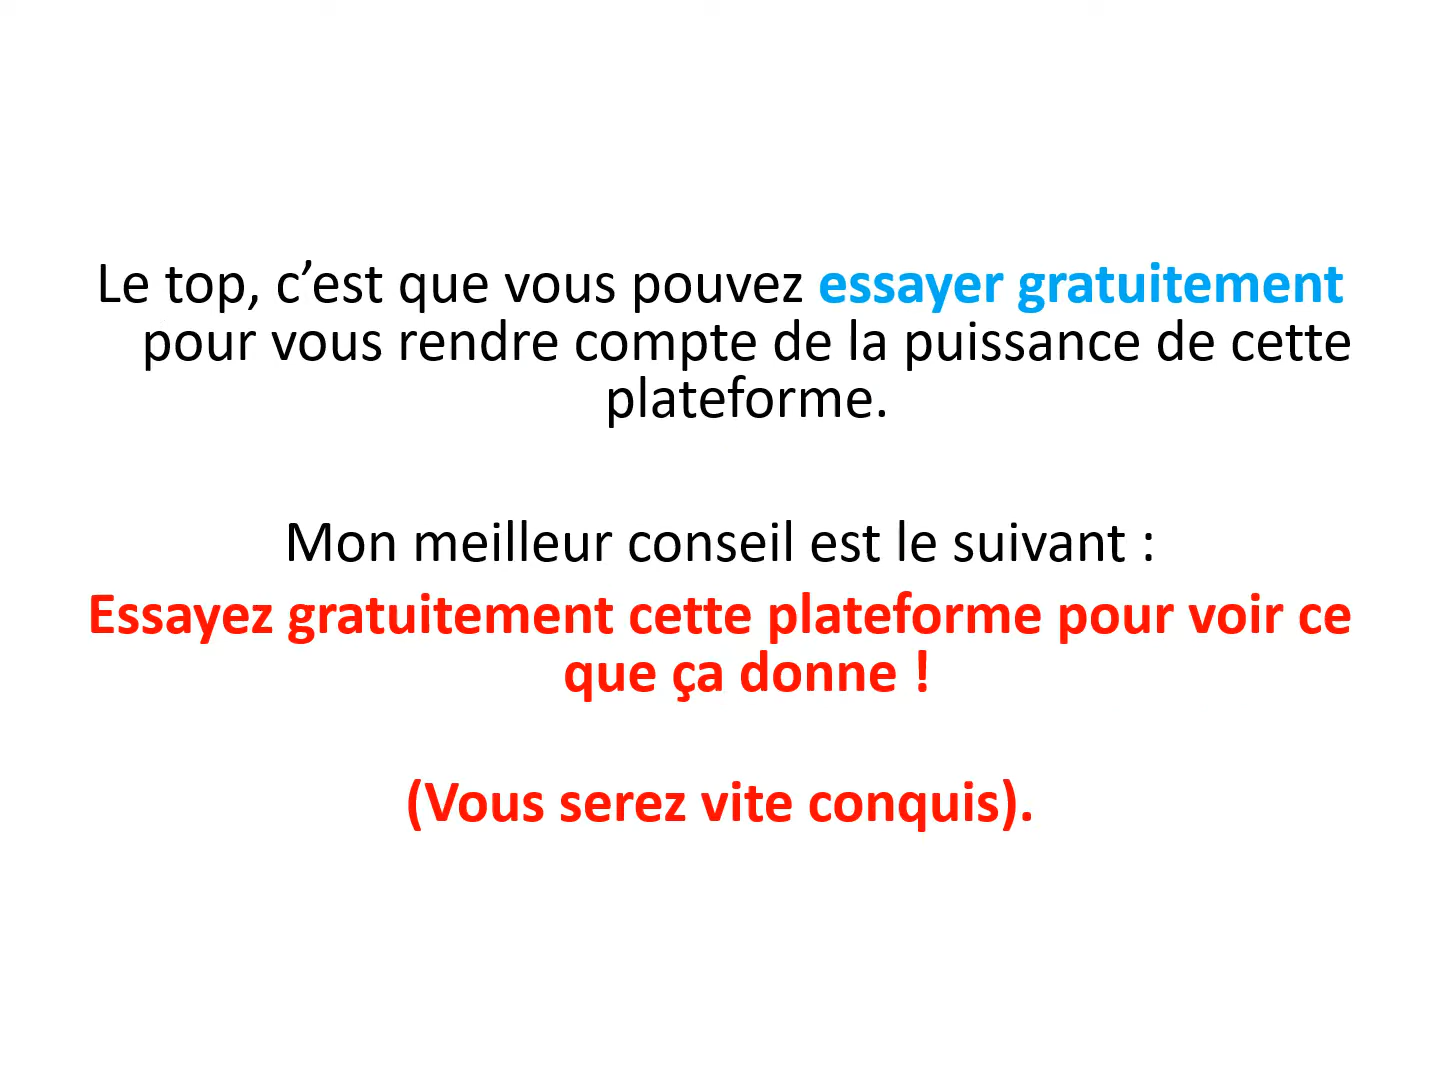 Le top, c’est que vous pouvez essayer gratuitement
pour vous rendre compte de la puissance de cette
plateforme.
Mon meilleur conseil est le suivant :
Essayez gratuitement cette plateforme pour voir ce
que ça donne !
(Vous serez vite conquis).